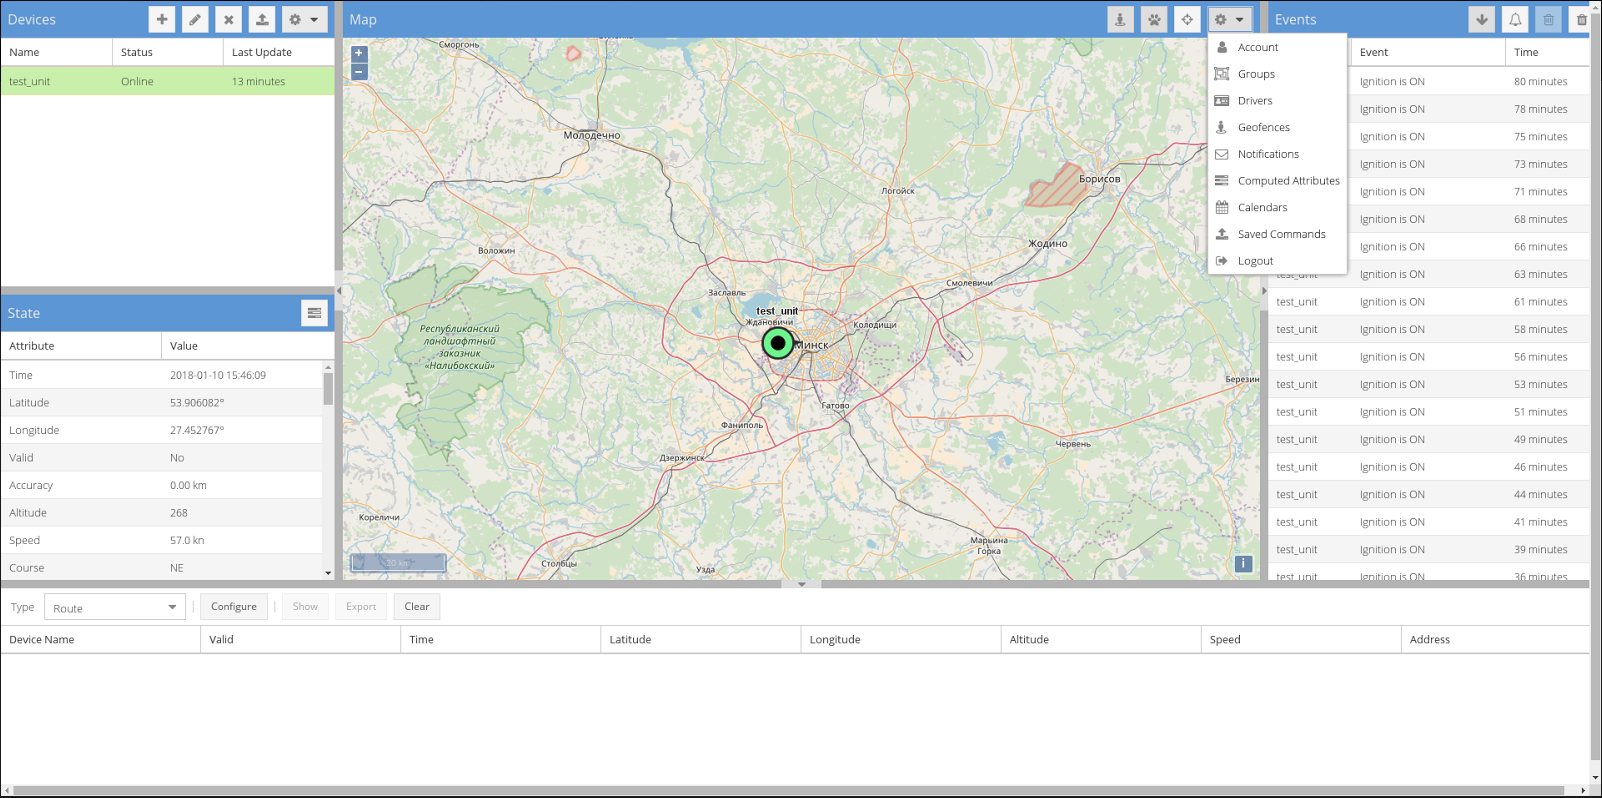 Devices
Name Status Last Update
test_unit Online 13 minutes
State
Attribute Value
Time 2018-01-10 15:46:09
Latitude 53.906082°
Longitude 27.452767°
Valid No
Accuracy 0.00 km
Altitude 268
Speed 57.0 kn
Course NE
Map
+
−
Сморгонь
Молодечно
Логойск
Борисов
Жодино
Воложин
Смолевичи
Заславль
test_unit
Ждановичи
Колодищи
Минск
Республиканский
ландшафтный
заказник
«Налибокский»
Березин
Гатово
Фаниполь
Червень
Дзержинск
Кореличи
Марьина
Горка
Столбцы
Узда
20 km
i
Account
Groups
Drivers
Geofences
Notifications
Computed Attributes
Calendars
Saved Commands
Logout
Events
Event Time
Ignition is ON 80 minutes
Ignition is ON 78 minutes
Ignition is ON 75 minutes
Ignition is ON 73 minutes
Ignition is ON 71 minutes
Ignition is ON 68 minutes
Ignition is ON 66 minutes
test_unit Ignition is ON 63 minutes
test_unit Ignition is ON 61 minutes
test_unit Ignition is ON 58 minutes
test_unit Ignition is ON 56 minutes
test_unit Ignition is ON 53 minutes
test_unit Ignition is ON 51 minutes
test_unit Ignition is ON 49 minutes
test_unit Ignition is ON 46 minutes
test_unit Ignition is ON 44 minutes
test_unit Ignition is ON 41 minutes
test_unit Ignition is ON 39 minutes
test_unit Ignition is ON 36 minutes
Type Route Configure Show Export Clear
Device Name Valid Time Latitude Longitude Altitude Speed Address